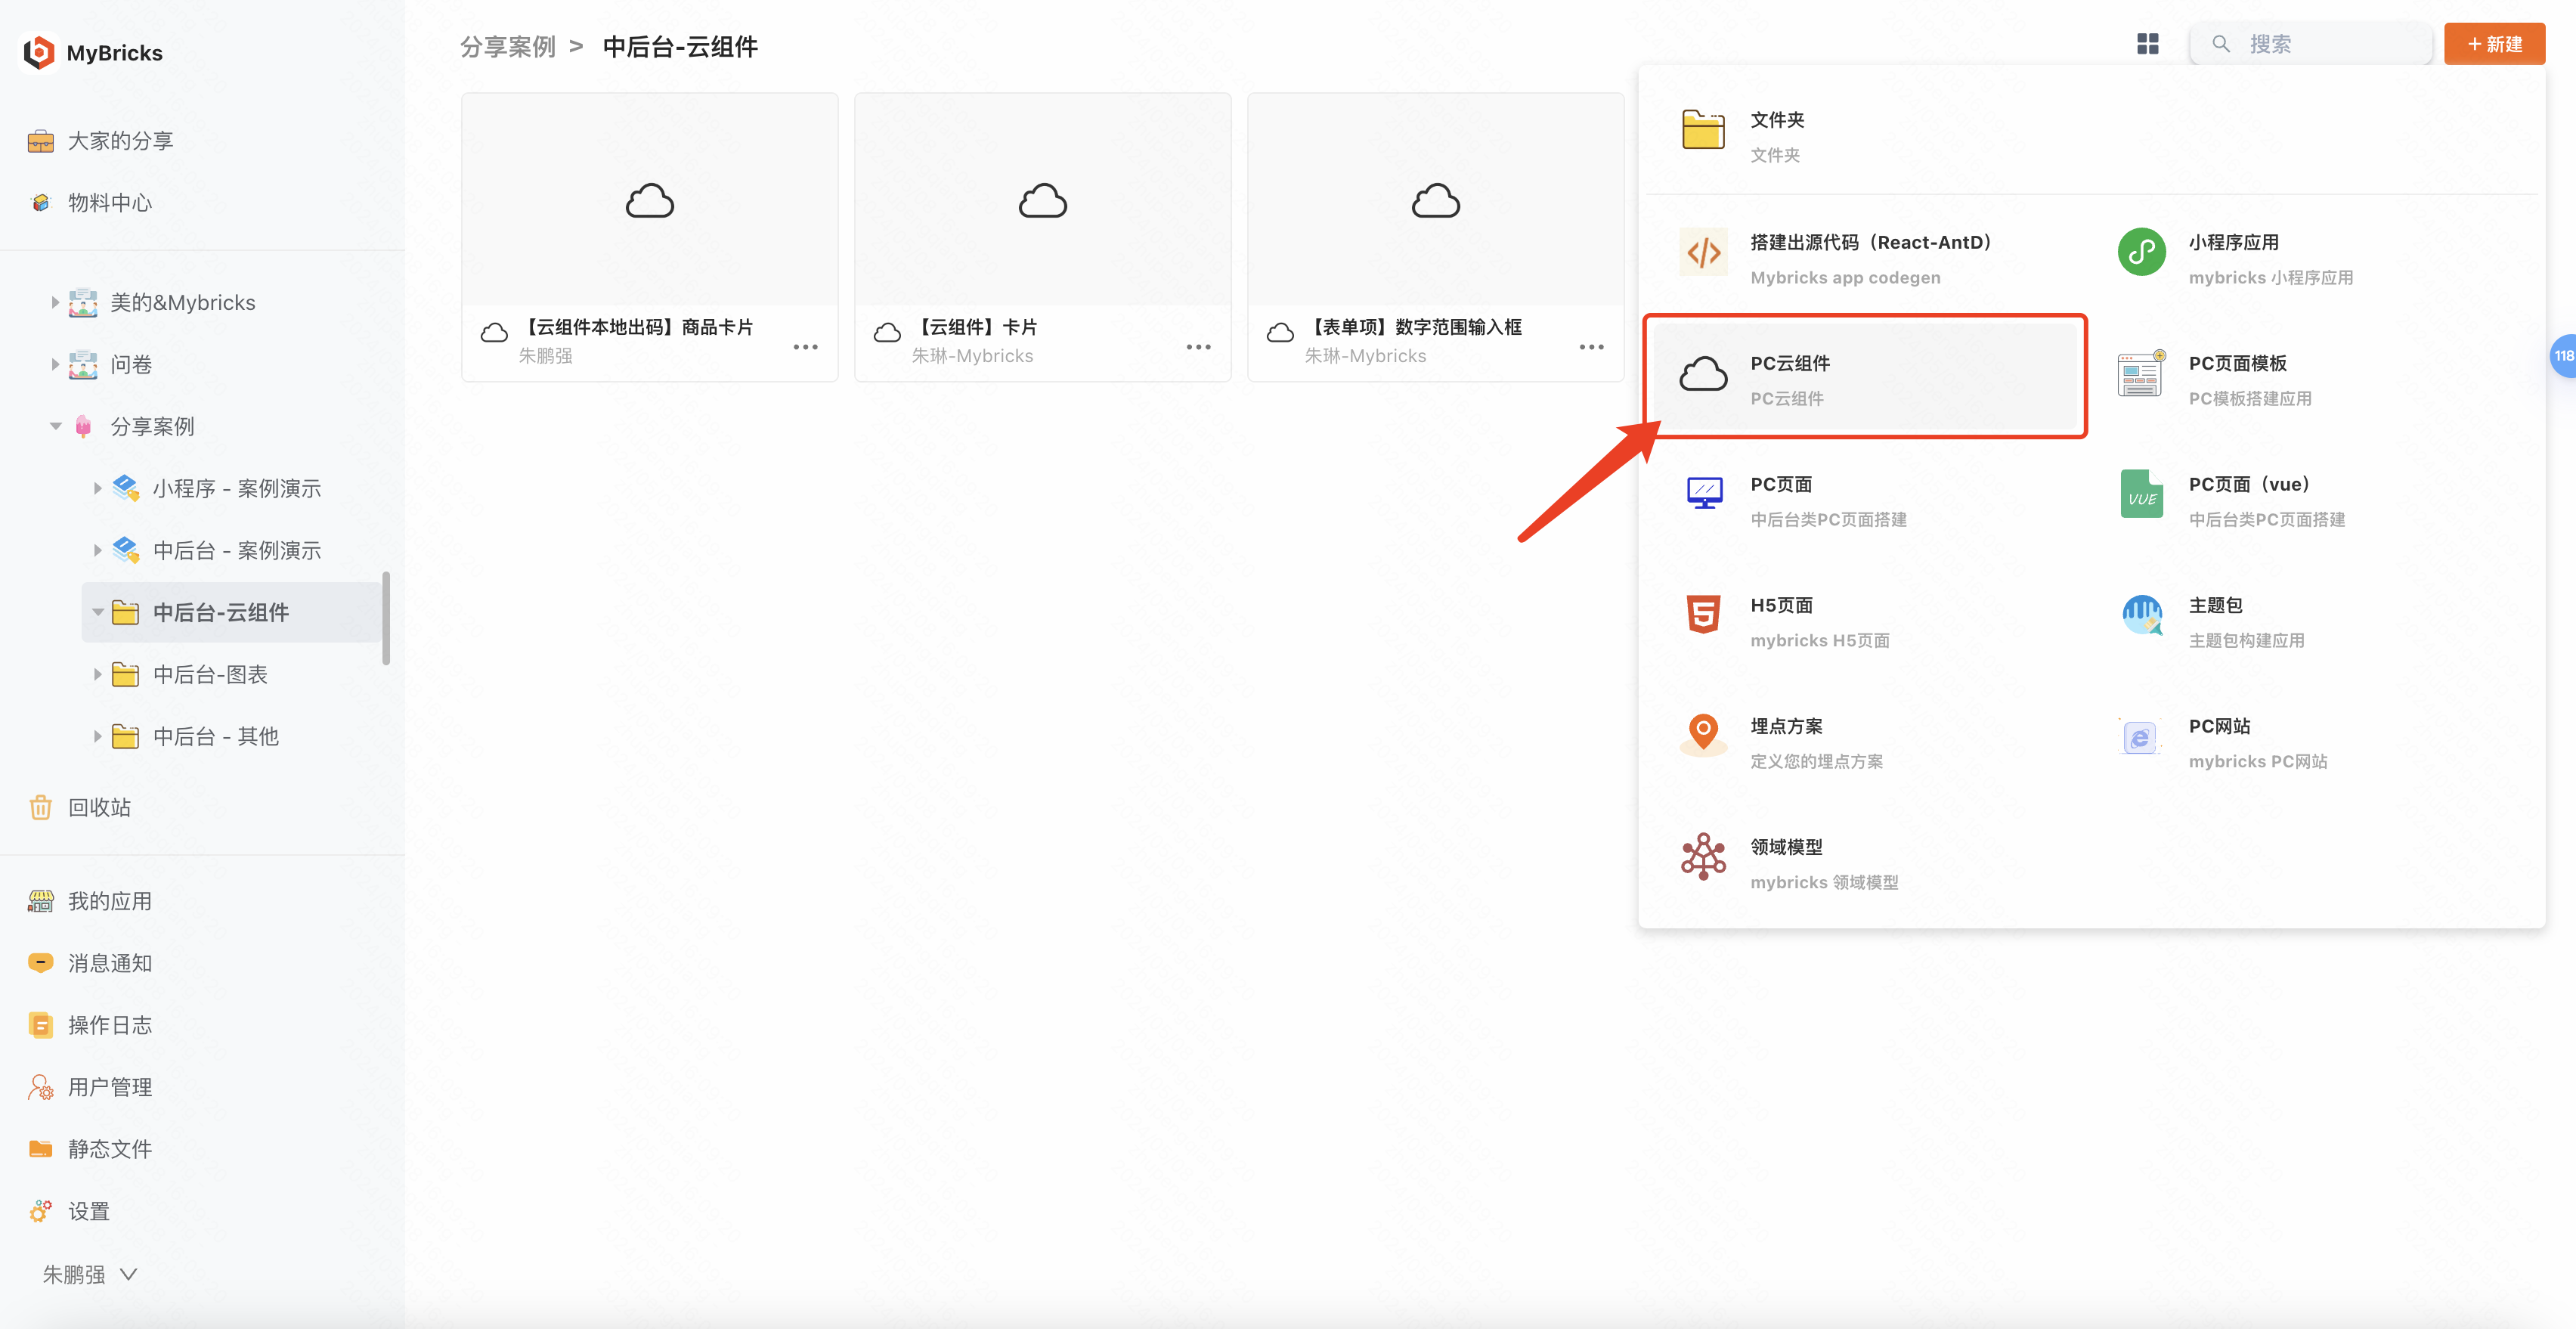 MyBricks
大家的分享
物料中心
美的&Mybricks
问卷
分享案例
小程序 - 案例演示
中后台 - 案例演示
中后台-云组件
中后台-图表
中后台 - 其他
回收站
我的应用
消息通知
操作日志
用户管理
静态文件
设置
朱鹏强
分享案例 > 中后台-云组件
搜索
+ 新建
【云组件本地出码】商品卡片
朱鹏强
【云组件】卡片
朱琳-Mybricks
【表单项】数字范围输入框
朱琳-Mybricks
文件夹
文件夹
搭建出源代码（React-AntD）
Mybricks app codegen
小程序应用
mybricks 小程序应用
PC云组件
PC云组件
PC页面模板
PC模板搭建应用
PC页面
中后台类PC页面搭建
VUE
PC页面（vue）
中后台类PC页面搭建
H5页面
mybricks H5页面
主题包
主题包构建应用
埋点方案
定义您的埋点方案
PC网站
mybricks PC网站
领域模型
mybricks 领域模型
118